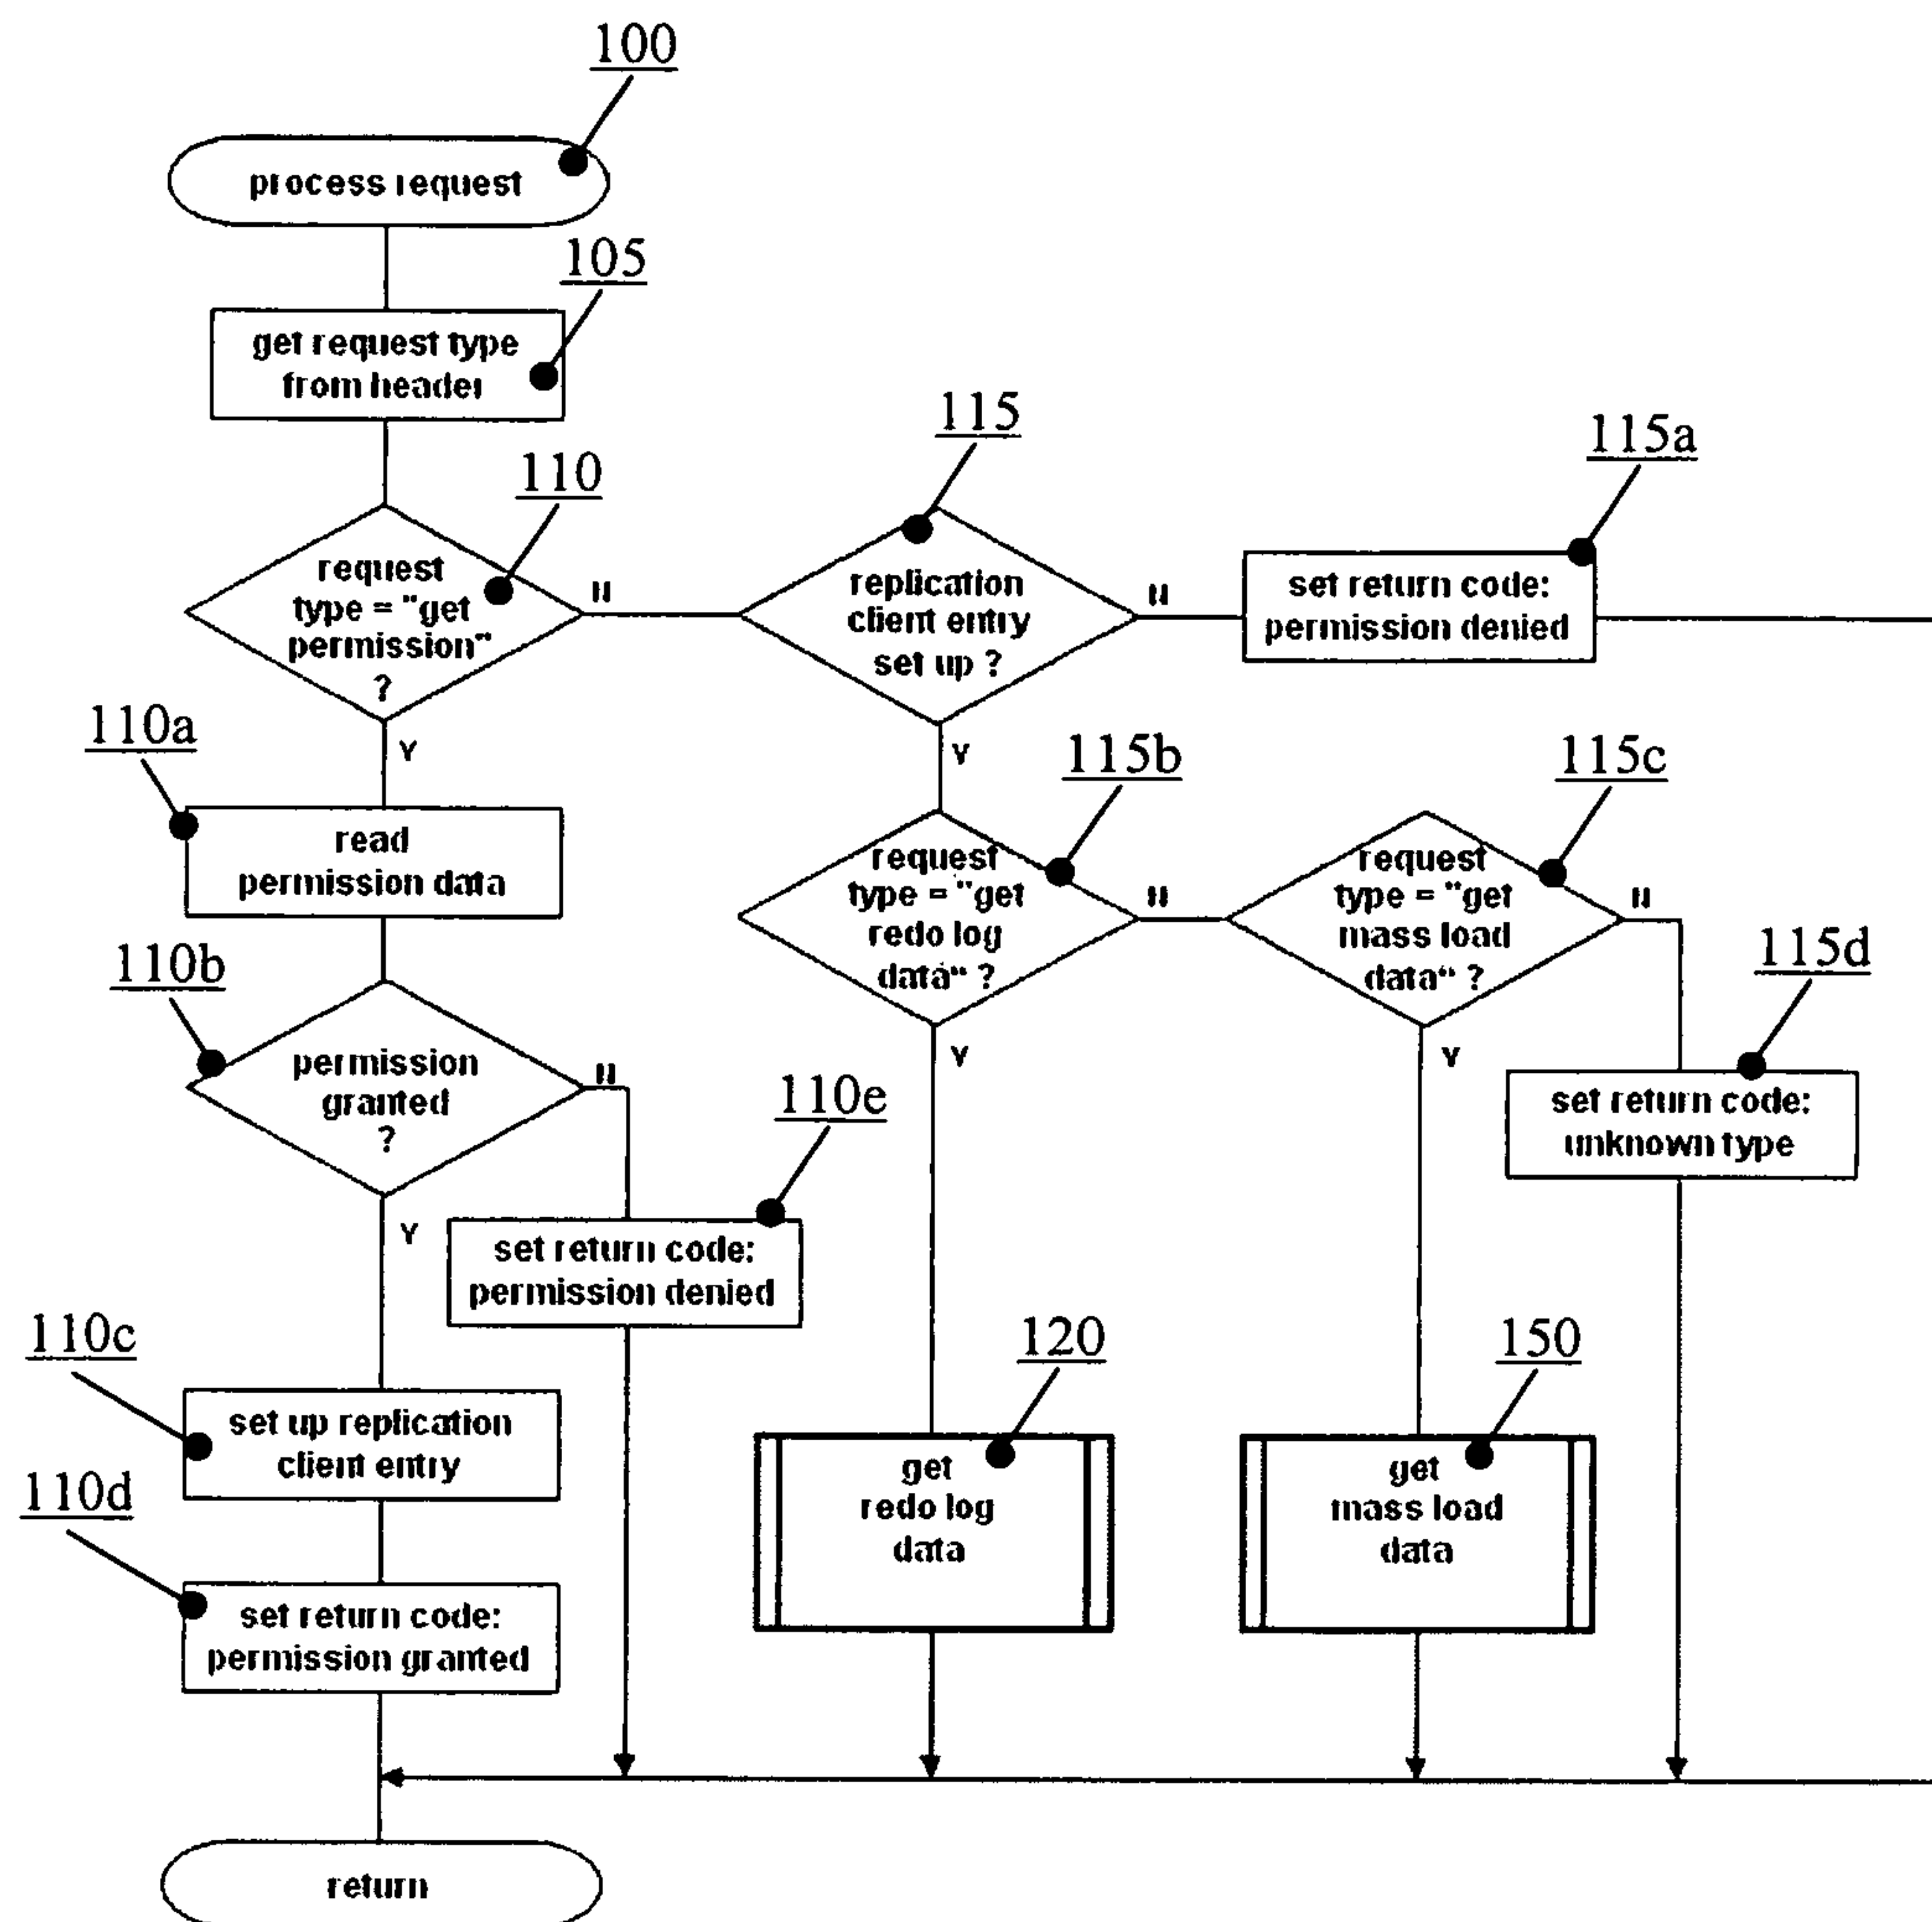 100
process request
105
get request type
from header
110
request
type = "get
permission"
?
N
Y
115
replication
client entry
set up ?
N
Y
115a
set return code:
permission denied
110a
read
permission data
110b
permission
granted
?
N
Y
110e
set return code:
permission denied
110c
set up replication
client entry
110d
set return code:
permission granted
115b
request
type = "get
redo log
data“ ?
N
Y
115c
request
type = "get
mass load
data“ ?
N
Y
115d
set return code:
unknown type
120
get
redo log
data
150
get
mass load
data
return